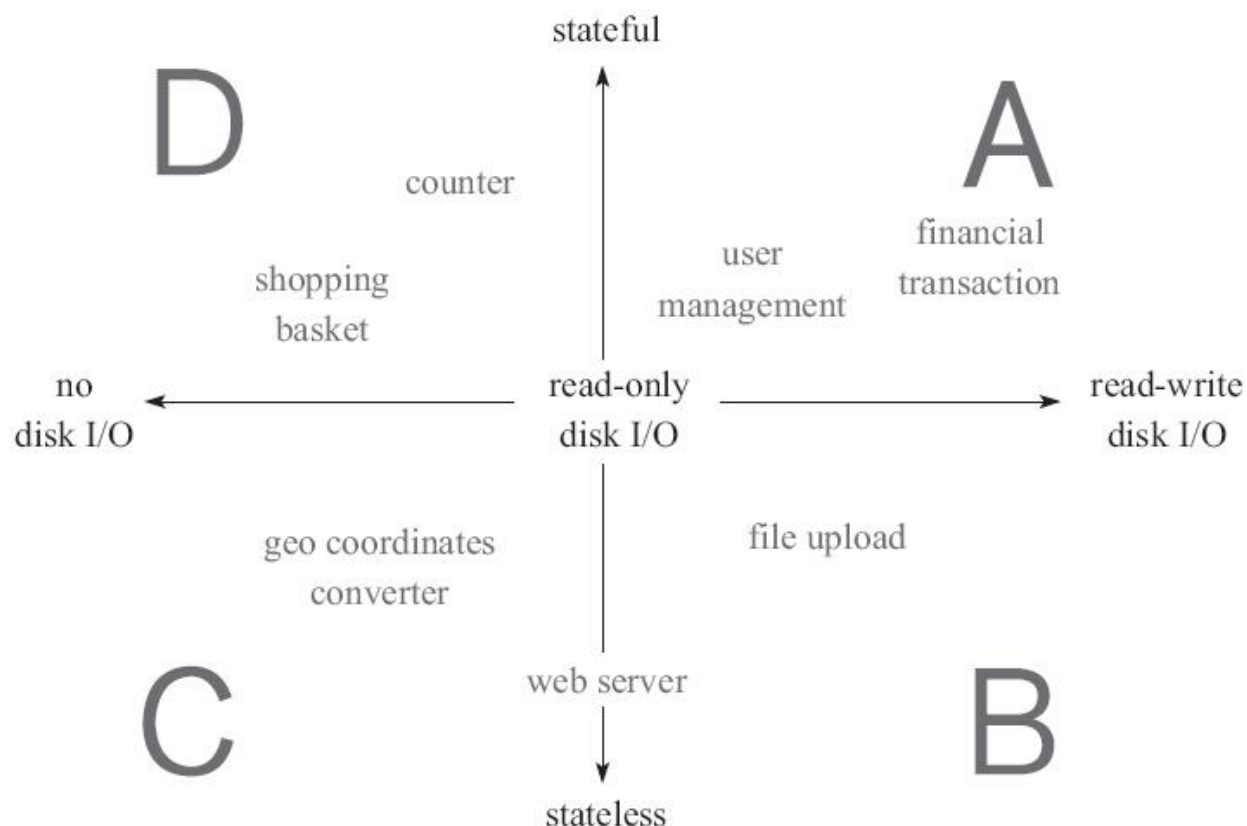 stateful
D
A
counter
financial
transaction
user
management
shopping
basket
no
disk I/O
read-only
disk I/O
read-write
disk I/O
geo coordinates
converter
file upload
C
web server
B
stateless